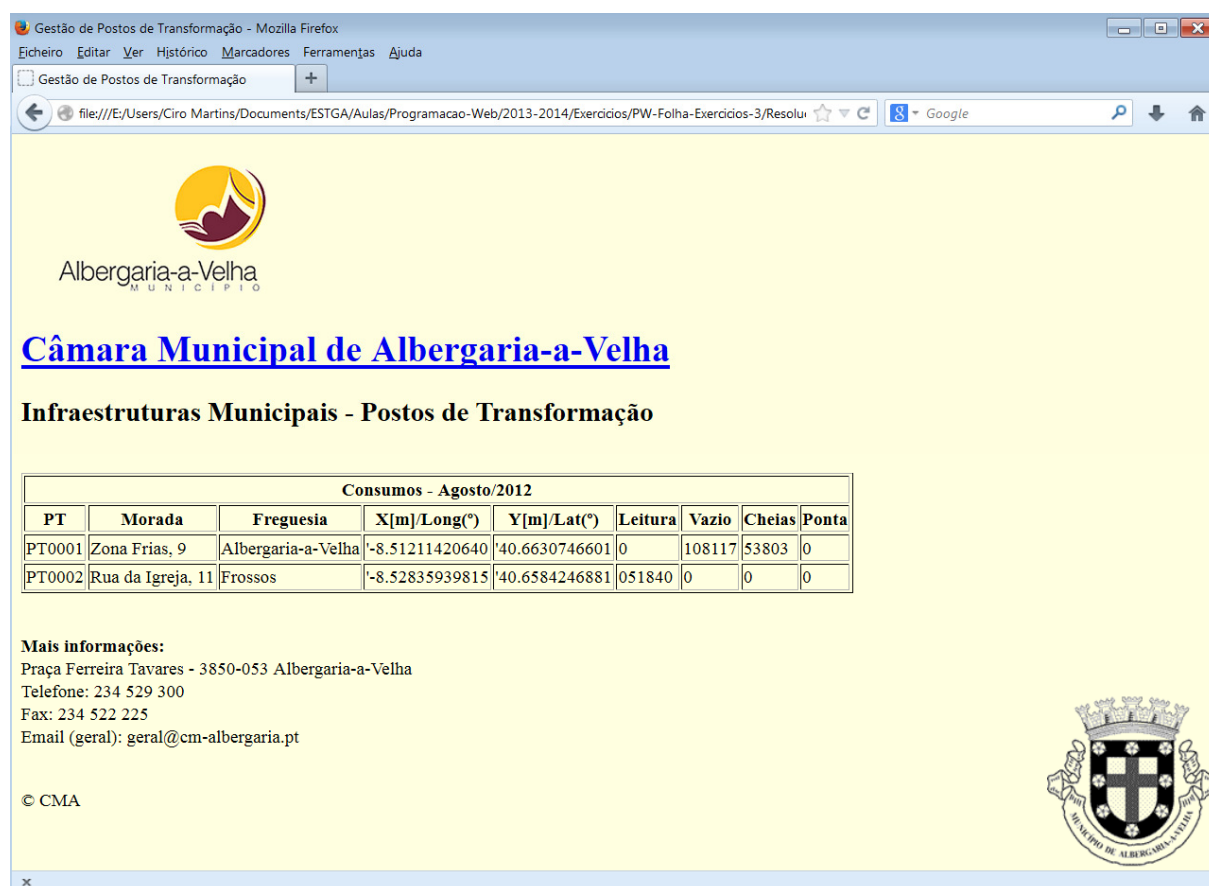 Gestão de Postos de Transformação - Mozilla Firefox
Ficheiro Editar Ver Histórico Marcadores Ferramentas Ajuda
Gestão de Postos de Transformação +
file:///E:/Users/Ciro Martins/Documents/ESTGA/Aulas/Programacao-Web/2013-2014/Exercicios/PW-Folha-Exercicios-3/Resolu 8 Google
Albergaria-a-Velha
MUNICÍPIO
Câmara Municipal de Albergaria-a-Velha
Infraestruturas Municipais - Postos de Transformação
Consumos - Agosto/2012
PT Morada Freguesia X[m]/Long(º) Y[m]/Lat(º) Leitura Vazio Cheias Ponta
PT0001 Zona Frias, 9 Albergaria-a-Velha '-8.51211420640 '40.6630746601 0 108117 53803 0
PT0002 Rua da Igreja, 11 Frossos '-8.52835939815 '40.6584246881 051840 0 0 0
Mais informações:
Praça Ferreira Tavares - 3850-053 Albergaria-a-Velha
Telefone: 234 529 300
Fax: 234 522 225
Email (geral): geral@cm-albergaria.pt
© CMA
MUNICÍPIO DE ALBERGARIA-A-VELHA
x